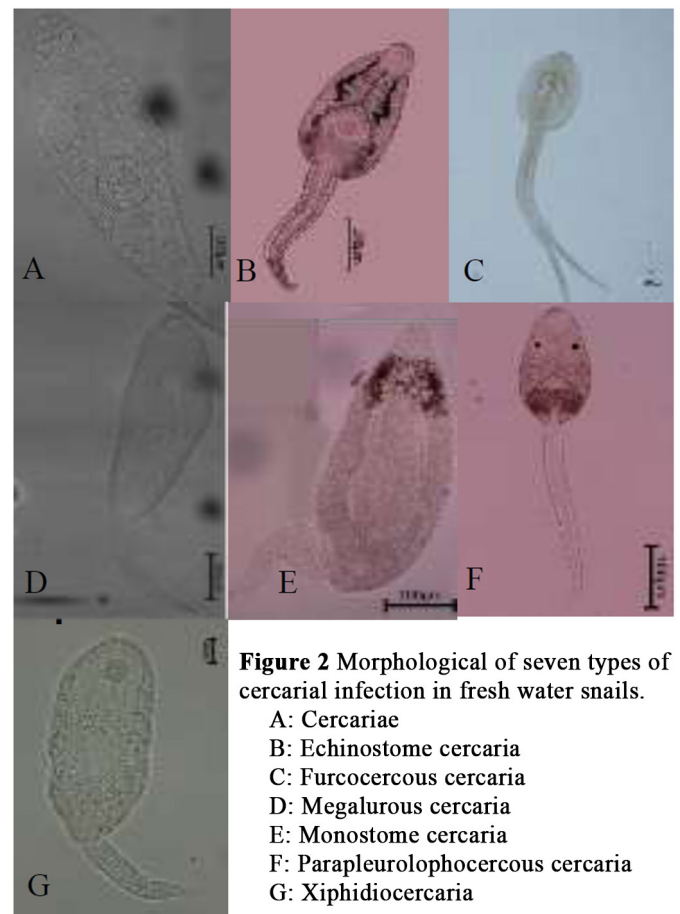 A
B
C
D
E
100µm
F
G
Figure 2 Morphological of seven types of
cercarial infection in fresh water snails.
A: Cercariae
B: Echinostome cercaria
C: Furcocercous cercaria
D: Megalurous cercaria
E: Monostome cercaria
F: Parapleurolophocercous cercaria
G: Xiphidiocercaria